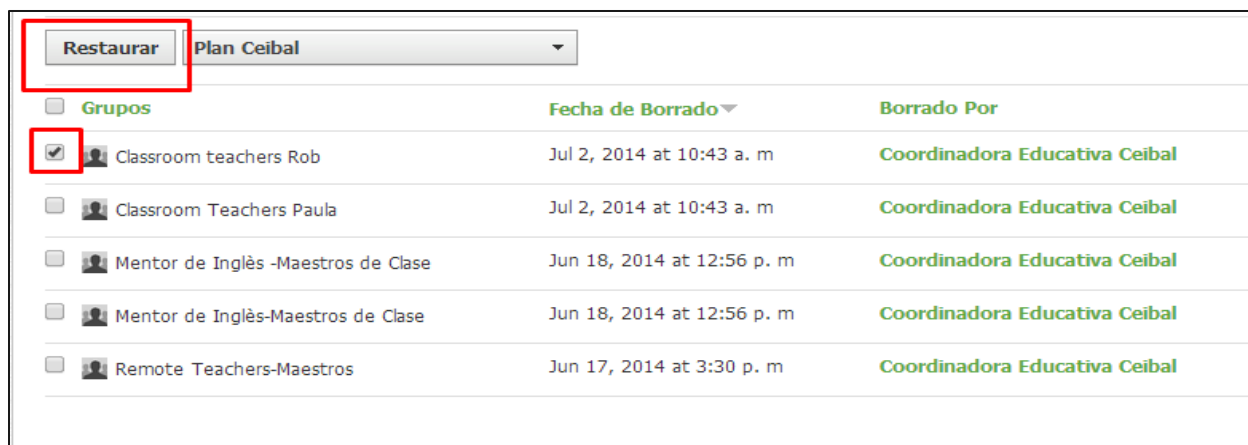 Restaurar Plan Ceibal
Grupos Fecha de Borrado Borrado Por
Classroom teachers Rob Jul 2, 2014 at 10:43 a. m Coordinadora Educativa Ceibal
Classroom Teachers Paula Jul 2, 2014 at 10:43 a. m Coordinadora Educativa Ceibal
Mentor de Inglès -Maestros de Clase Jun 18, 2014 at 12:56 p. m Coordinadora Educativa Ceibal
Mentor de Inglès-Maestros de Clase Jun 18, 2014 at 12:56 p. m Coordinadora Educativa Ceibal
Remote Teachers-Maestros Jun 17, 2014 at 3:30 p. m Coordinadora Educativa Ceibal